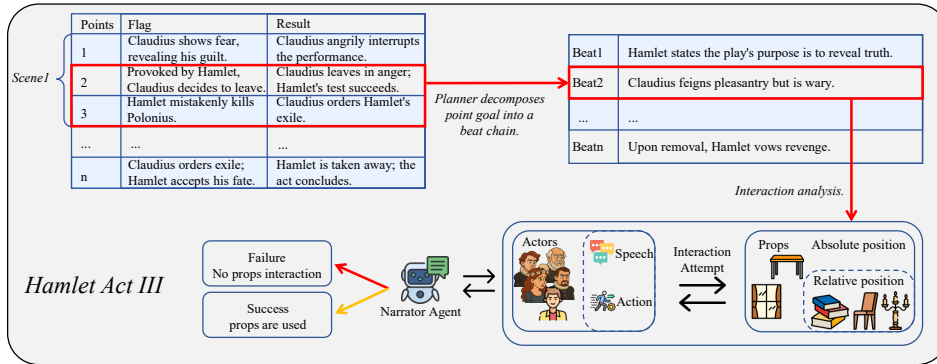 Points Flag Result
Scene1
1 Claudius shows fear, revealing his guilt. Claudius angrily interrupts the performance.
2 Provoked by Hamlet, Claudius decides to leave. Claudius leaves in anger; Hamlet's test succeeds.
3 Hamlet mistakenly kills Polonius. Claudius orders Hamlet's exile.
... ... ...
n Claudius orders exile; Hamlet accepts his fate. Hamlet is taken away; the act concludes.
Planner decomposes
point goal into a
beat chain.
Beat1 Hamlet states the play's purpose is to reveal truth.
Beat2 Claudius feigns pleasantry but is wary.
... ...
Beatn Upon removal, Hamlet vows revenge.
Interaction analysis.
Hamlet Act III
Failure
No props interaction
Success
props are used
Narrator Agent
Actors
Speech
Action
Interaction
Attempt
Props
Absolute position
Relative position